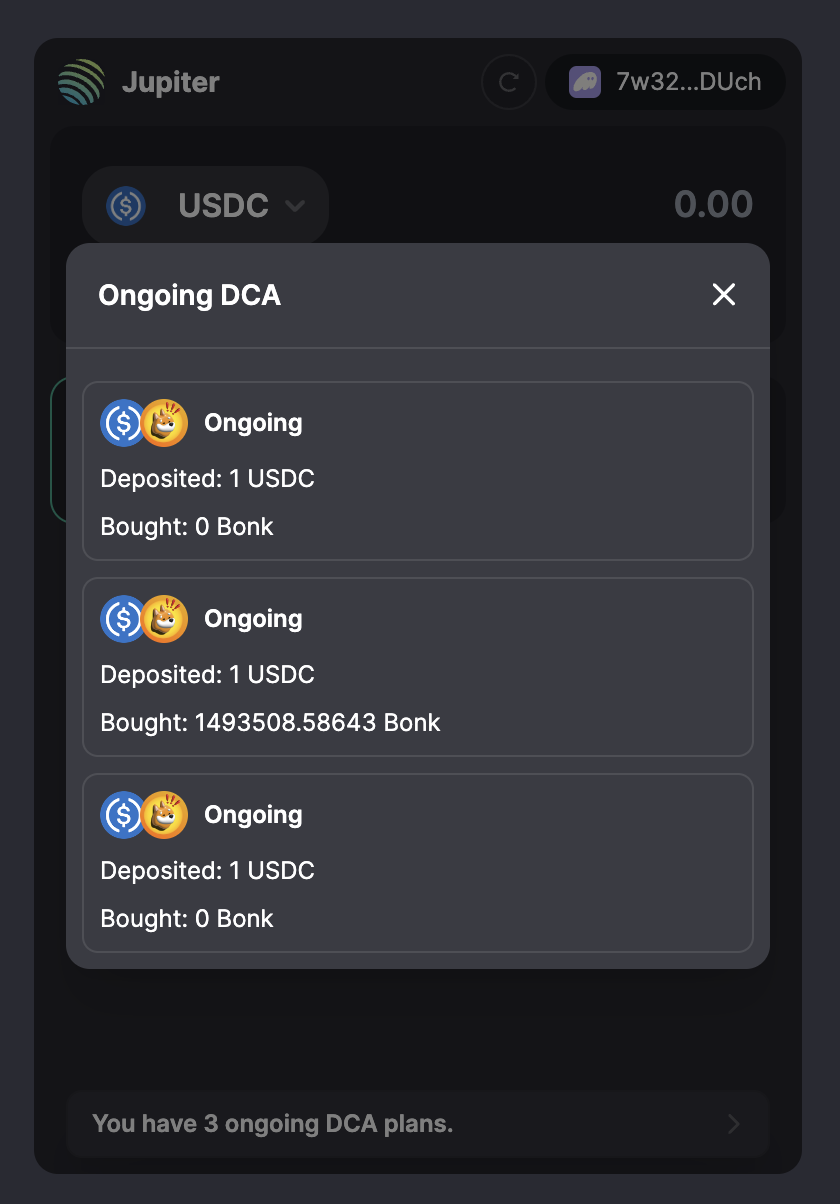 Jupiter
7w32...DUch
USDC
0.00
Ongoing DCA
Ongoing
Deposited: 1 USDC
Bought: 0 Bonk
Ongoing
Deposited: 1 USDC
Bought: 1493508.58643 Bonk
Ongoing
Deposited: 1 USDC
Bought: 0 Bonk
You have 3 ongoing DCA plans.